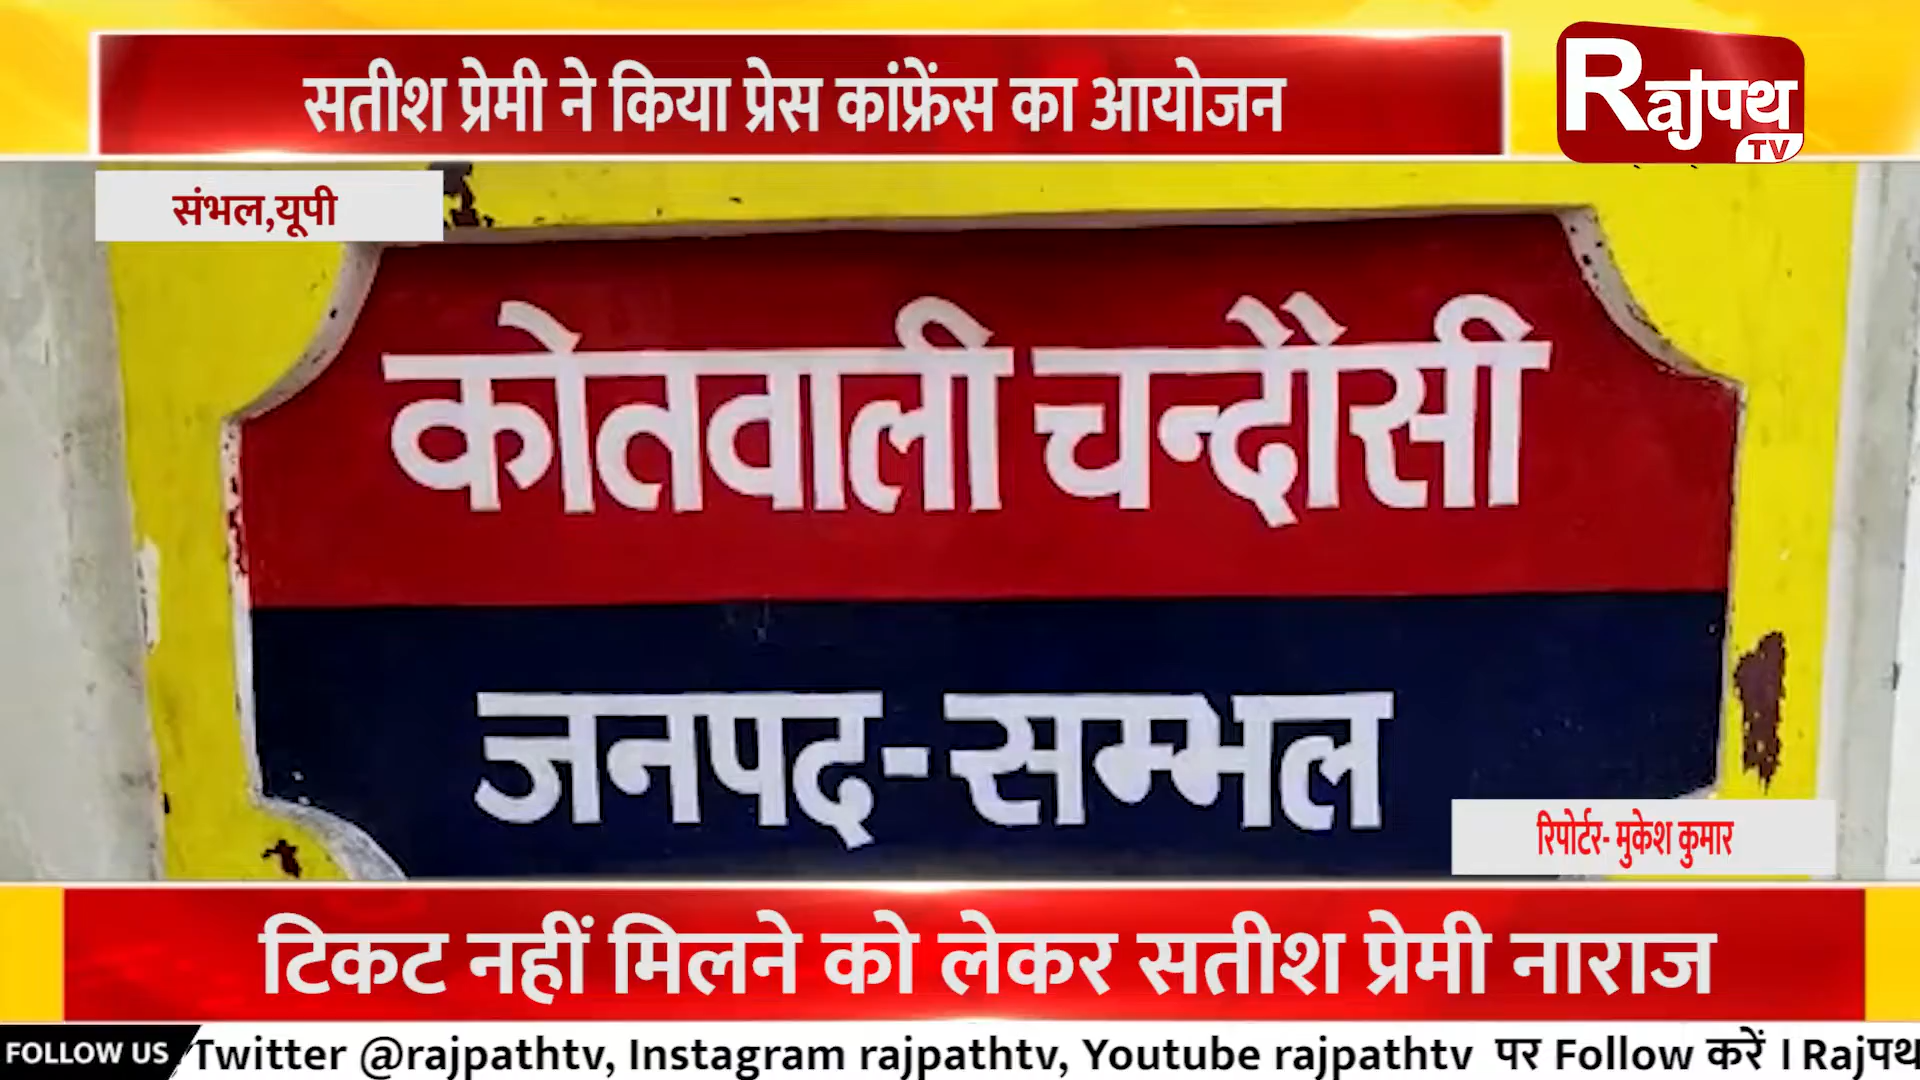 सतीश प्रेमी ने किया प्रेस कांफ्रेंस का आयोजन
Rajपथ
TV
संभल,यूपी
कोतवाली चन्दौसी
जनपद-सम्भल
रिपोर्टर- मुकेश कुमार
टिकट नहीं मिलने को लेकर सतीश प्रेमी नाराज
FOLLOW US Twitter @rajpathtv, Instagram rajpathtv, Youtube rajpathtv पर Follow करें । Rajपथ